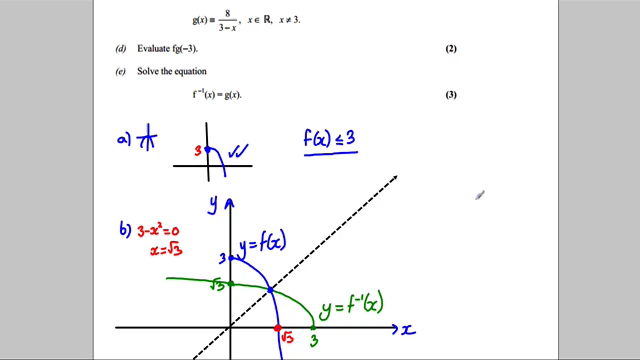 g(x) ≡ 8/(3−x), x ∈ ℝ, x ≠ 3.
(d) Evaluate fg(−3). (2)
(e) Solve the equation
f⁻¹(x) = g(x). (3)
a)
3
f(x) ≤ 3
b) 3−x²=0
x=√3
y
3
y=f(x)
√3
y=f⁻¹(x)
√3
3
x